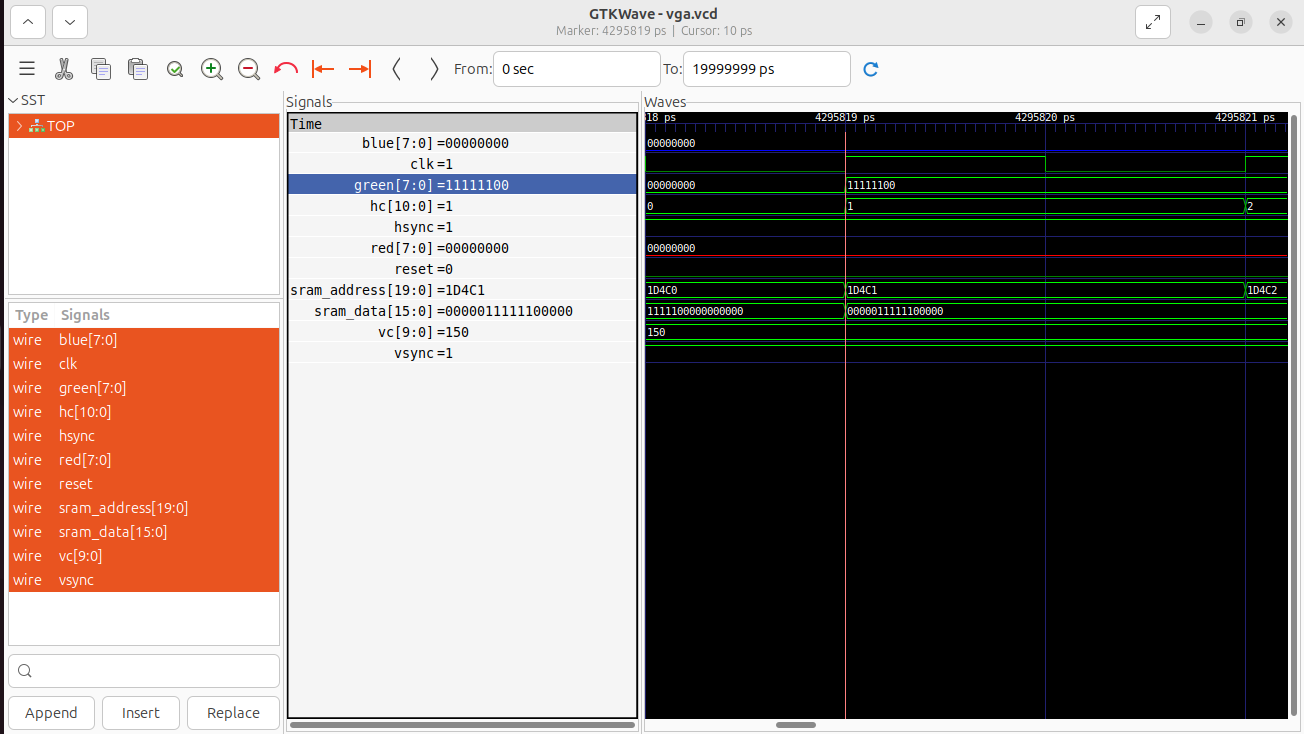 GTKWave - vga.vcd
Marker: 4295819 ps | Cursor: 10 ps
From: 0 sec To: 19999999 ps
SST
TOP
Type Signals
wire blue[7:0]
wire clk
wire green[7:0]
wire hc[10:0]
wire hsync
wire red[7:0]
wire reset
wire sram_address[19:0]
wire sram_data[15:0]
wire vc[9:0]
wire vsync
Append Insert Replace
Signals
Time
blue[7:0] =00000000
clk =1
green[7:0] =11111100
hc[10:0] =1
hsync =1
red[7:0] =00000000
reset =0
sram_address[19:0] =1D4C1
sram_data[15:0] =0000011111100000
vc[9:0] =150
vsync =1
Waves
818 ps 4295819 ps 4295820 ps 4295821 ps
00000000
00000000 11111100
0 1 2
00000000
1D4C0 1D4C1 1D4C2
1111100000000000 0000011111100000
150